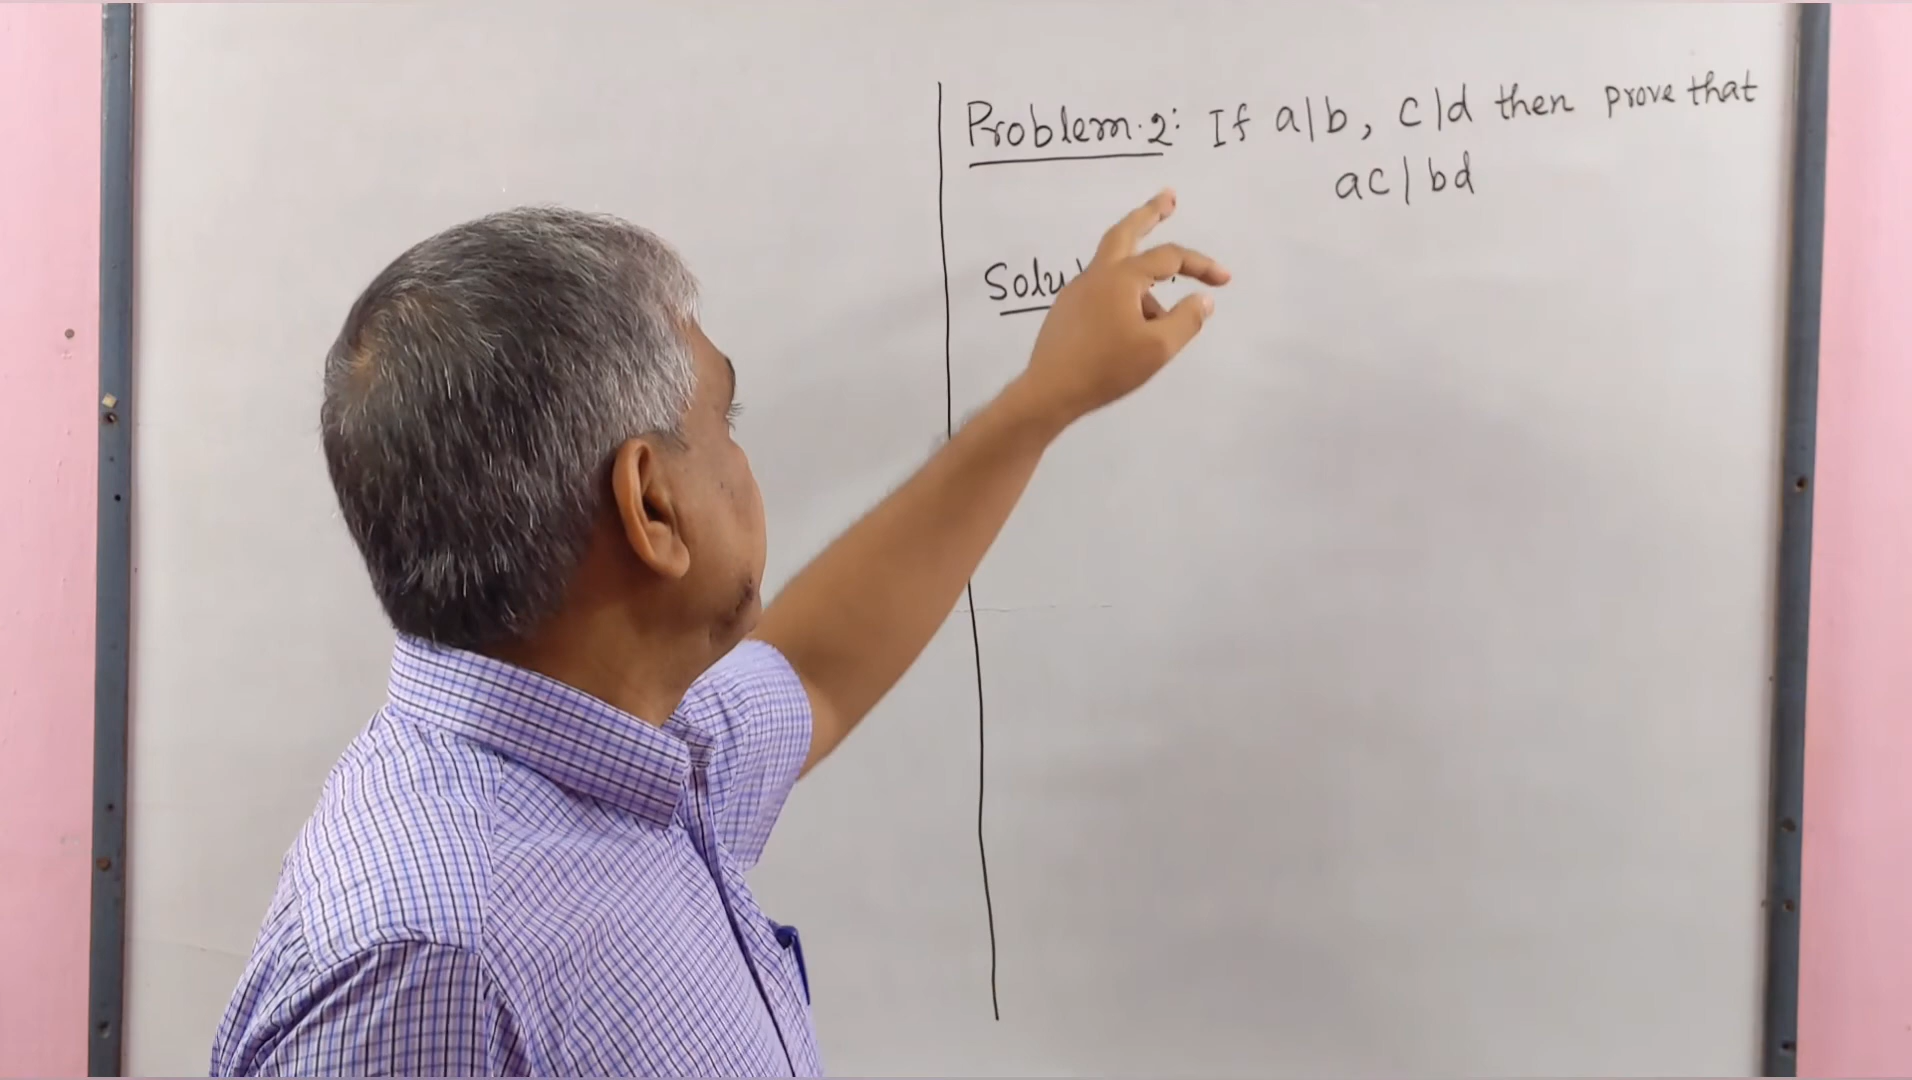 Problem.2: If a|b, c|d then prove that
ac|bd